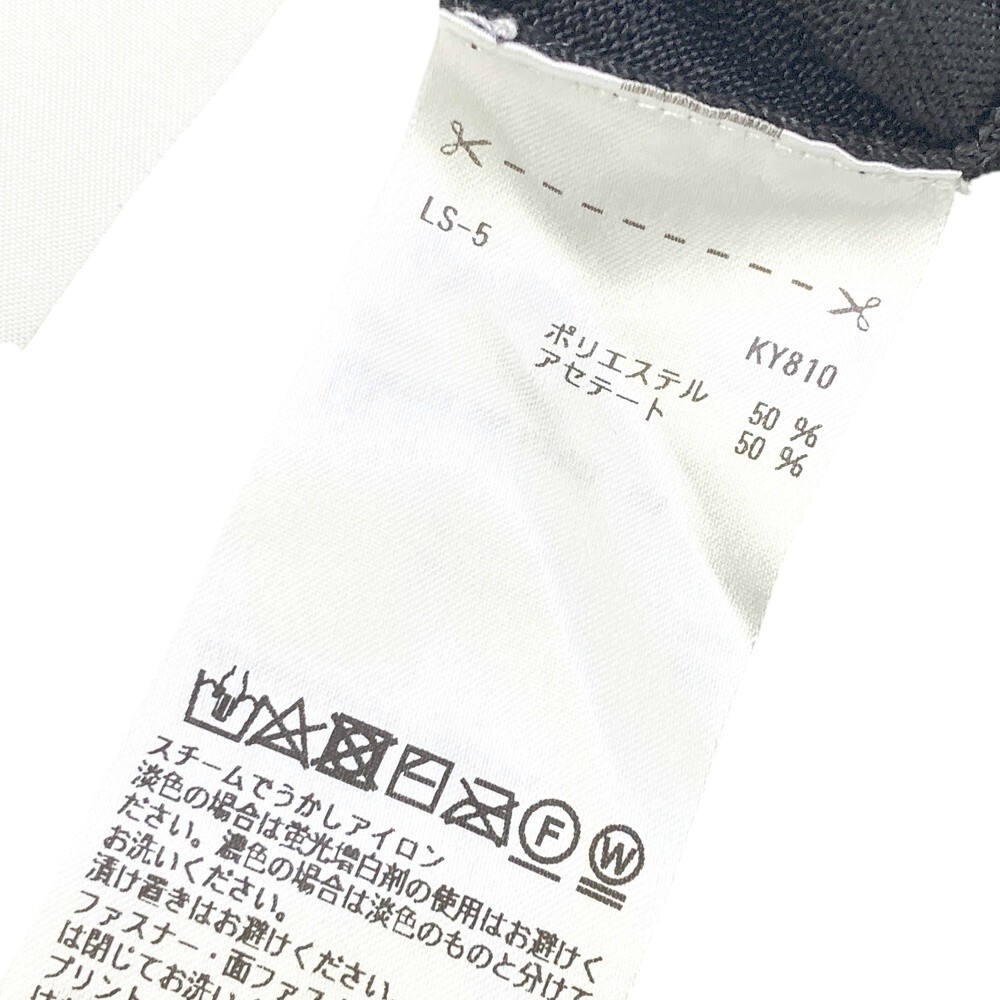 LS-5
KY810
ポリエステル 50 %
アセテート 50 %
F W
スチームでうかしアイロン
淡色の場合は蛍光増白剤の使用はお避けく
ださい。濃色の場合は淡色のものと分けて
お洗いください。
漬け置きはお避けください。
ファスナー・面ファス
は閉じてお洗いく
プリント